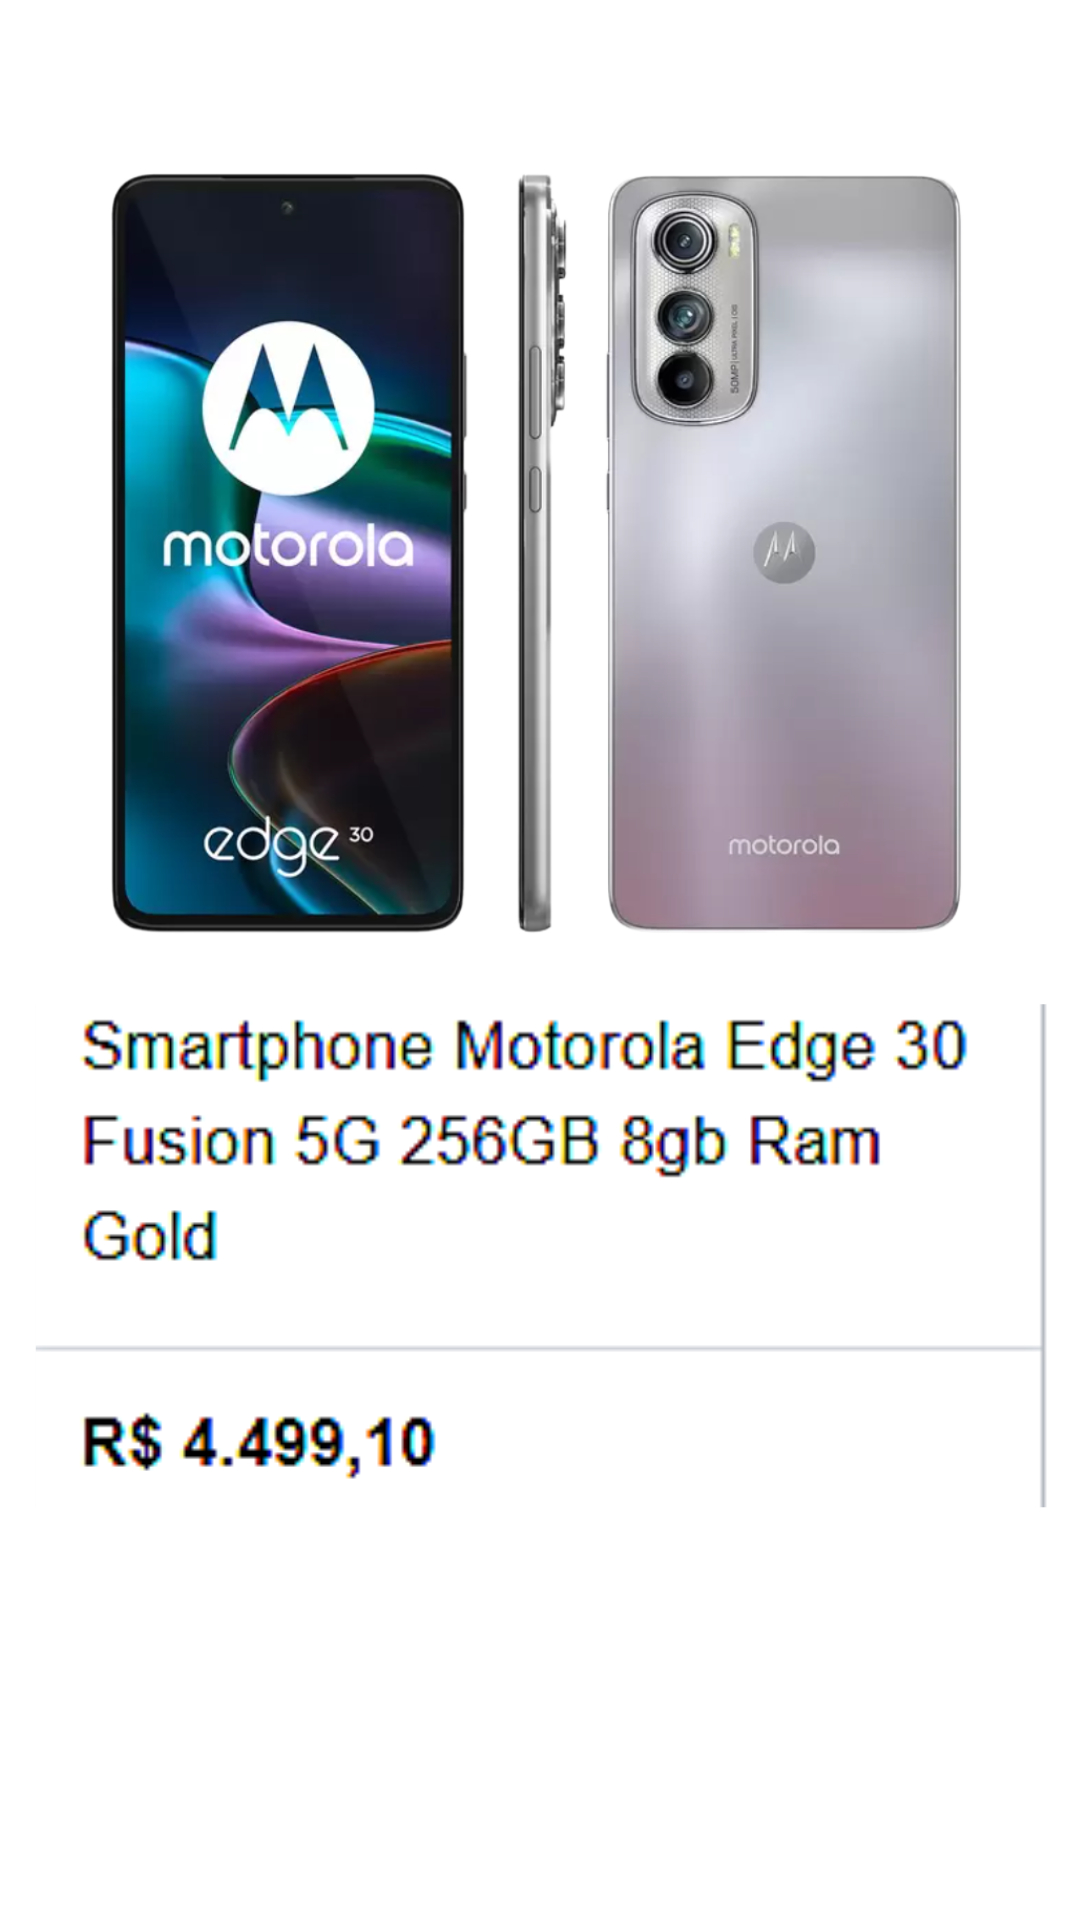 motorola
edge 30
50MP | ULTRA PIXEL | OIS
motorola
Smartphone Motorola Edge 30
Fusion 5G 256GB 8gb Ram
Gold
R$ 4.499,10